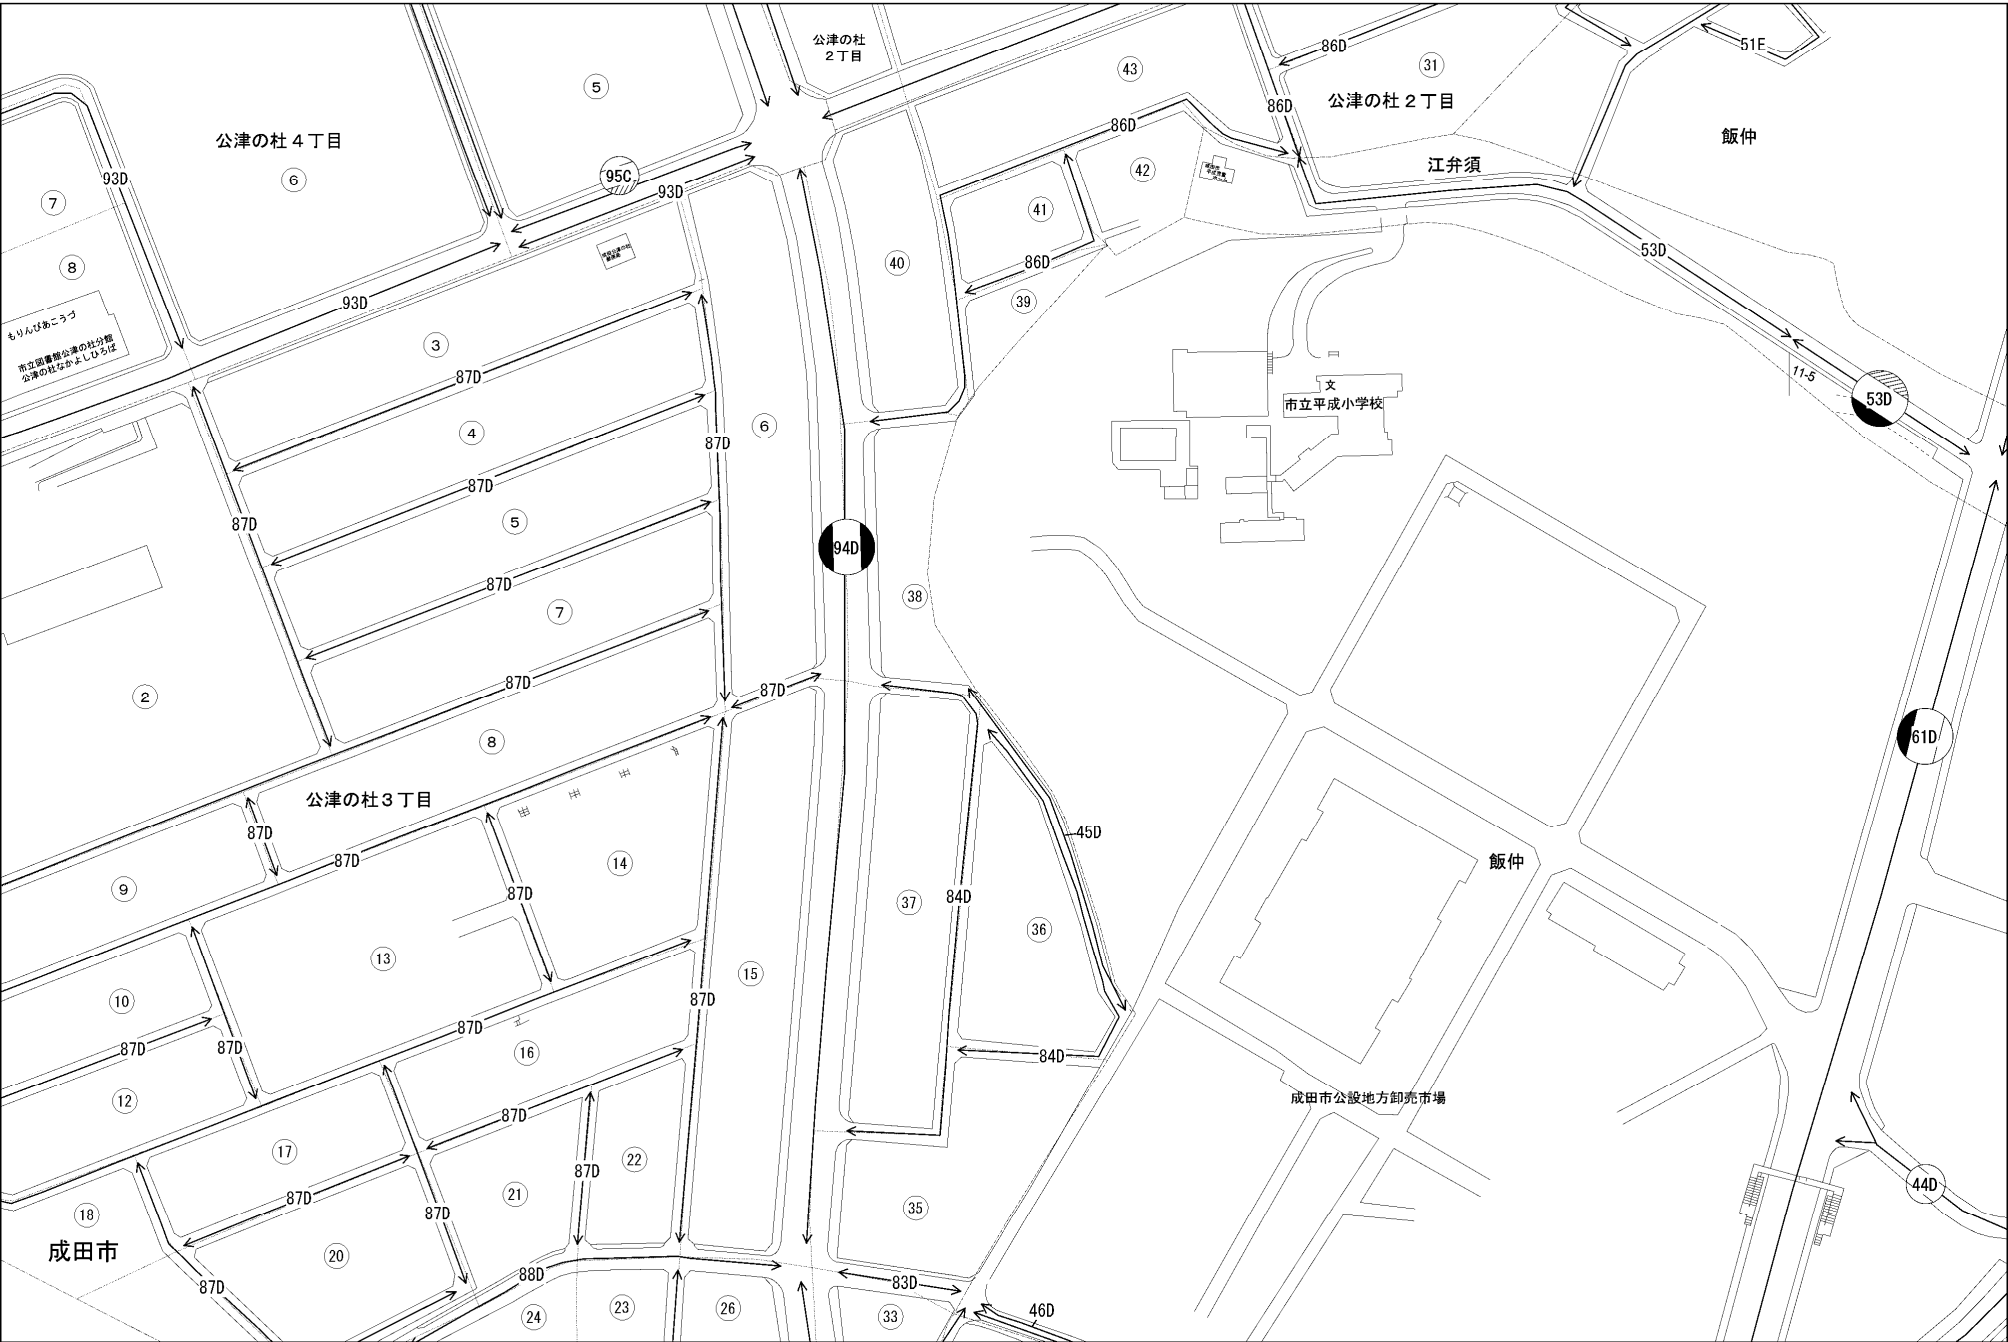 公津の杜
２丁目
86D
31
51E
5
43
公津の杜２丁目
86D
86D
公津の杜４丁目
飯仲
6
江弁須
93D
95C
93D
42
7
41
40
86D
53D
8
39
93D
もりんぴあこうづ
市立図書館公津の杜分館
公津の杜なかよしひろば
3
87D
文
市立平成小学校
11-5
53D
4
6
87D
87D
5
87D
94D
87D
7
38
87D
87D
2
61D
8
公津の杜３丁目
87D
45D
87D
14
飯仲
9
87D
84D
37
36
13
15
10
87D
87D
16
87D
87D
84D
12
成田市公設地方卸売市場
87D
17
22
87D
21
44D
87D
35
18
87D
成田市
20
88D
83D
87D
46D
24
23
26
33